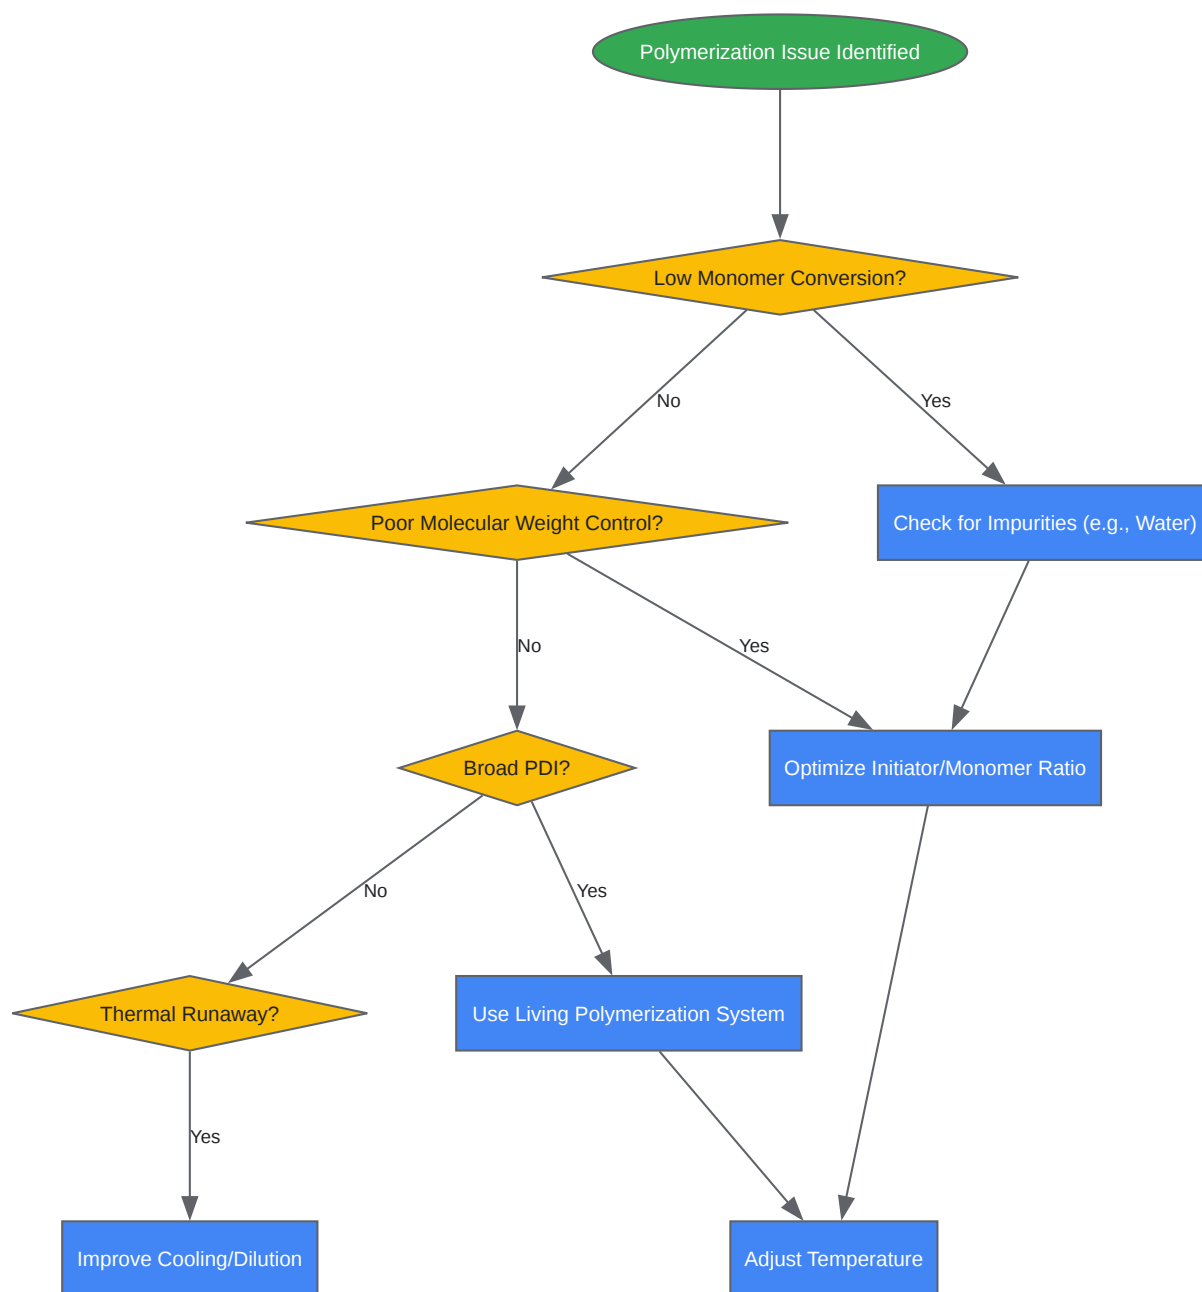 Polymerization Issue Identified
Low Monomer Conversion?
No
Yes
Poor Molecular Weight Control?
Check for Impurities (e.g., Water)
No
Yes
Broad PDI?
Optimize Initiator/Monomer Ratio
No
Yes
Thermal Runaway?
Use Living Polymerization System
Yes
Improve Cooling/Dilution
Adjust Temperature